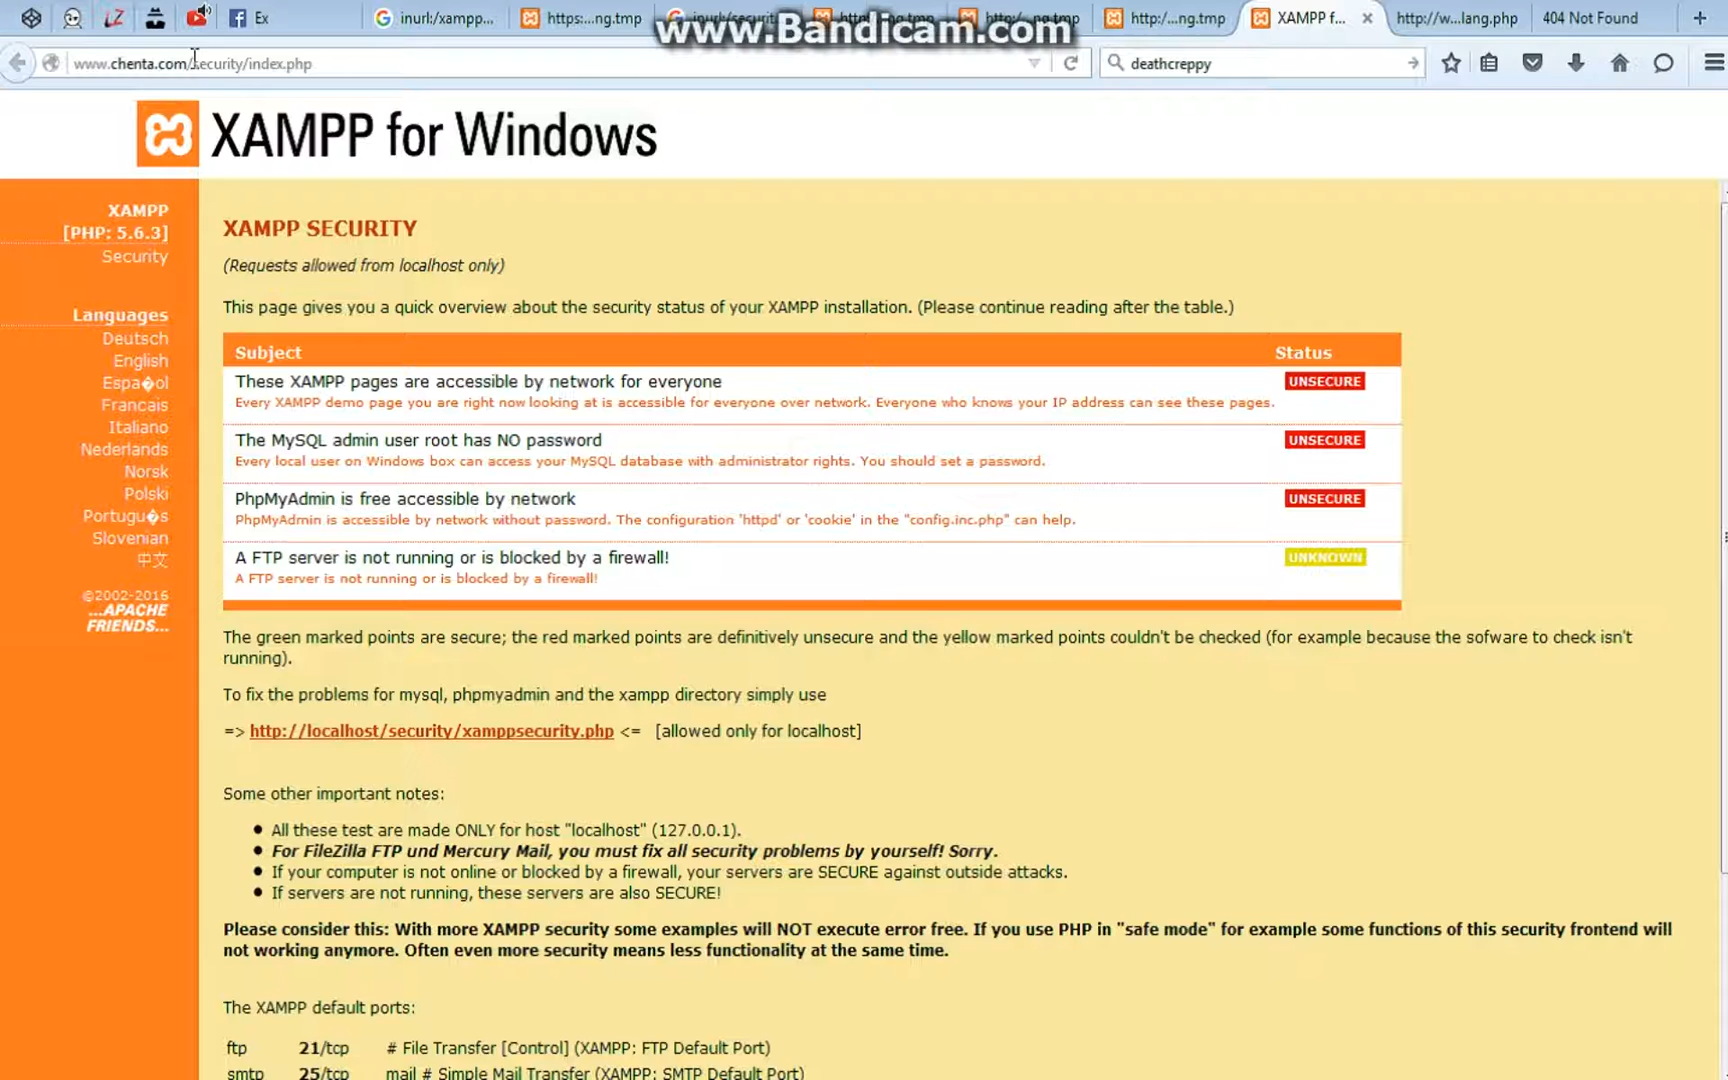 Ex
inurl:/xampp...
https:...ng.tmp
http:/...ng.tmp
XAMPP f...
http://w...lang.php
404 Not Found
www.Bandicam.com
www.chenta.com/security/index.php
deathcreppy
XAMPP for Windows
XAMPP
[PHP: 5.6.3]
Security
Languages
Deutsch
English
Espa�ol
Francais
Italiano
Nederlands
Norsk
Polski
Portugu�s
Slovenian
中文
©2002-2016
...APACHE
FRIENDS...
XAMPP SECURITY
(Requests allowed from localhost only)
This page gives you a quick overview about the security status of your XAMPP installation. (Please continue reading after the table.)
Subject Status
These XAMPP pages are accessible by network for everyone UNSECURE
Every XAMPP demo page you are right now looking at is accessible for everyone over network. Everyone who knows your IP address can see these pages.
The MySQL admin user root has NO password UNSECURE
Every local user on Windows box can access your MySQL database with administrator rights. You should set a password.
PhpMyAdmin is free accessible by network UNSECURE
PhpMyAdmin is accessible by network without password. The configuration 'httpd' or 'cookie' in the "config.inc.php" can help.
A FTP server is not running or is blocked by a firewall! UNKNOWN
A FTP server is not running or is blocked by a firewall!
The green marked points are secure; the red marked points are definitively unsecure and the yellow marked points couldn't be checked (for example because the sofware to check isn't
running).
To fix the problems for mysql, phpmyadmin and the xampp directory simply use
=> http://localhost/security/xamppsecurity.php <= [allowed only for localhost]
Some other important notes:
● All these test are made ONLY for host "localhost" (127.0.0.1).
● For FileZilla FTP und Mercury Mail, you must fix all security problems by yourself! Sorry.
● If your computer is not online or blocked by a firewall, your servers are SECURE against outside attacks.
● If servers are not running, these servers are also SECURE!
Please consider this: With more XAMPP security some examples will NOT execute error free. If you use PHP in "safe mode" for example some functions of this security frontend will
not working anymore. Often even more security means less functionality at the same time.
The XAMPP default ports:
ftp 21/tcp # File Transfer [Control] (XAMPP: FTP Default Port)
smtp 25/tcp mail # Simple Mail Transfer (XAMPP: SMTP Default Port)